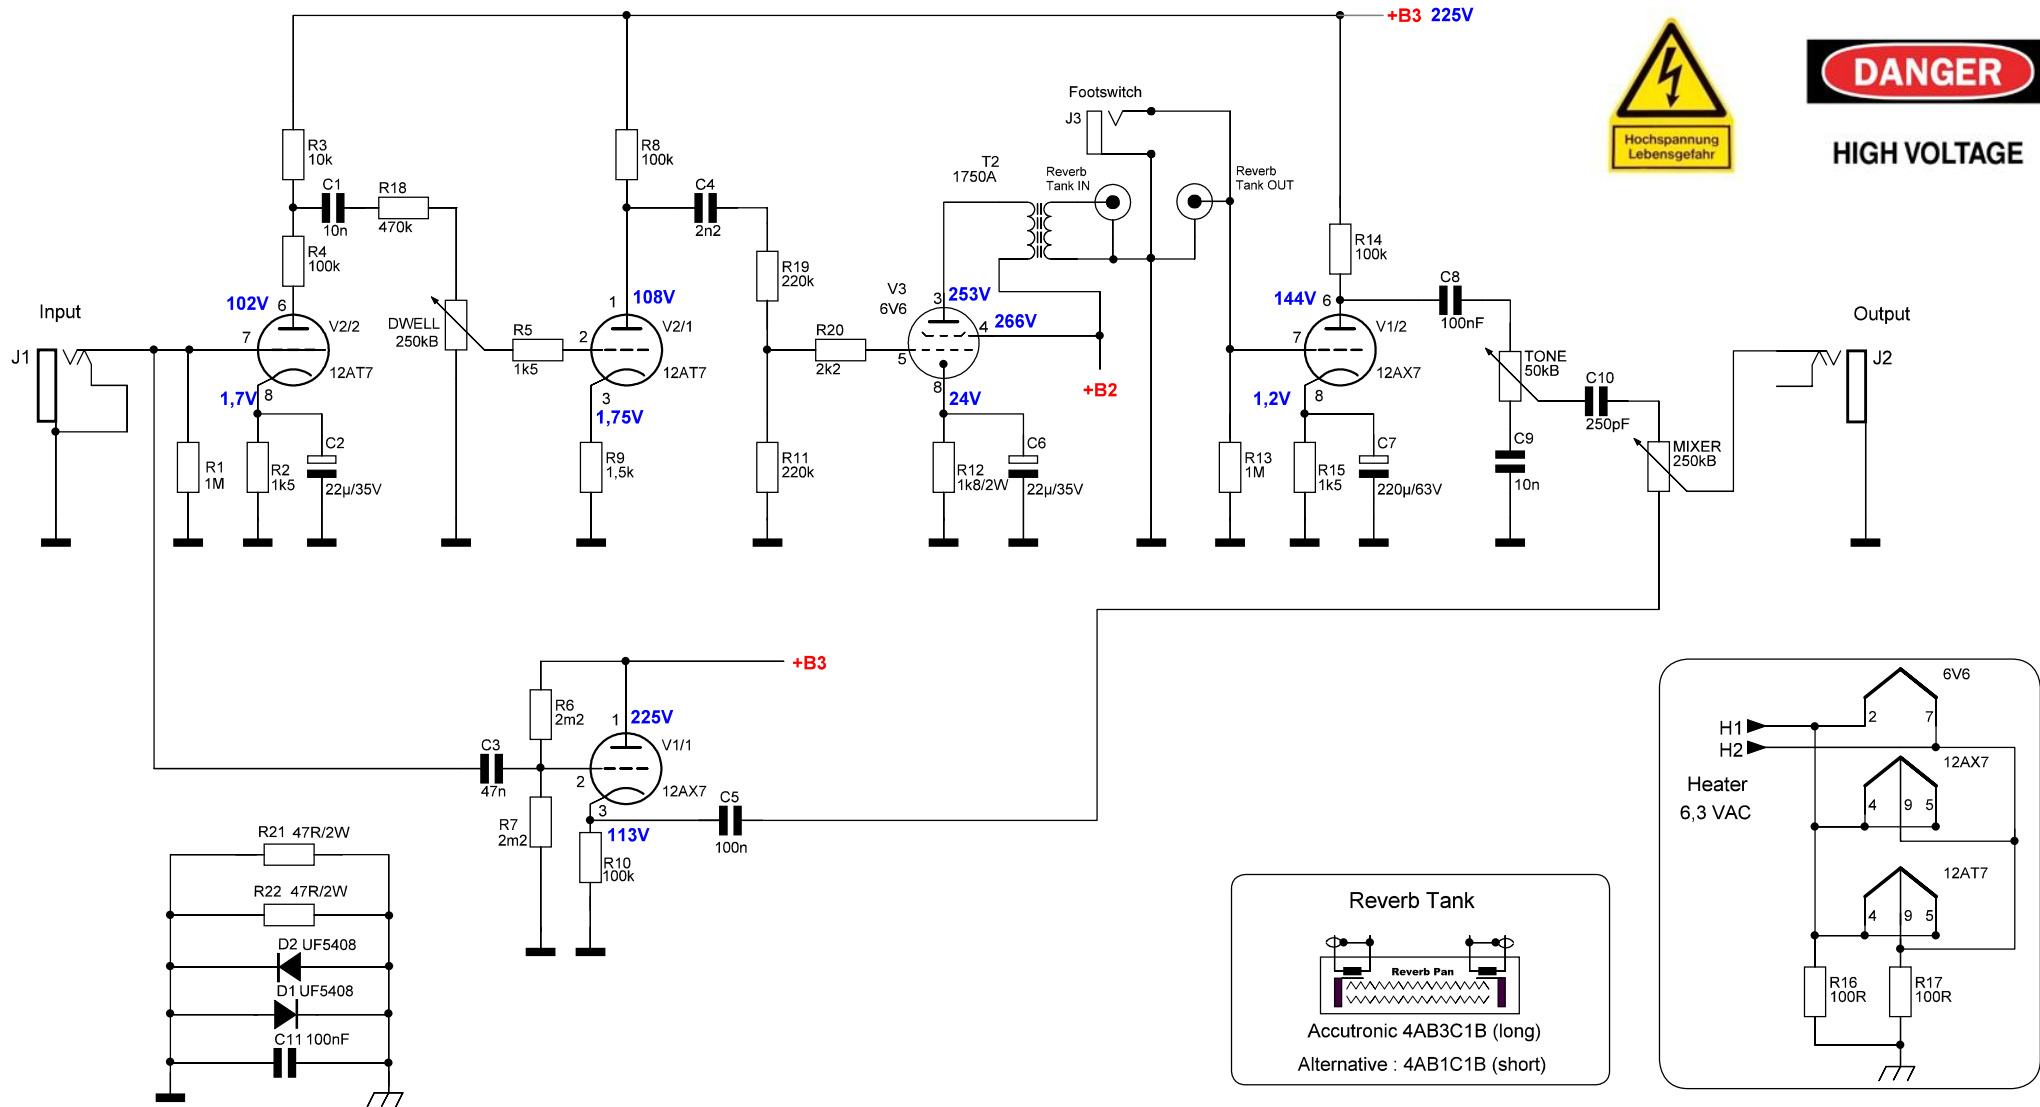 +B3 225V
Hochspannung
Lebensgefahr
DANGER
HIGH VOLTAGE
Footswitch
J3
R3
10k
R8
100k
T2
1750A
Reverb
Tank IN
Reverb
Tank OUT
C1
10n
R18
470k
C4
2n2
R4
100k
R19
220k
R14
100k
Input
J1
102V
6
7
V2/2
12AT7
1,7V
8
DWELL
250kB
R5
1k5
108V
1
2
V2/1
12AT7
3
1,75V
R20
2k2
V3
6V6
3
253V
4
266V
5
8
24V
+B2
144V
6
7
V1/2
12AX7
1,2V
8
C8
100nF
TONE
50kB
C10
250pF
MIXER
250kB
Output
J2
R1
1M
R2
1k5
C2
22µ/35V
R9
1,5k
R11
220k
R12
1k8/2W
C6
22µ/35V
R13
1M
R15
1k5
C7
220µ/63V
C9
10n
+B3
R6
2m2
1
225V
V1/1
C3
47n
2
12AX7
3
113V
R7
2m2
R10
100k
C5
100n
R21 47R/2W
R22 47R/2W
D2 UF5408
D1 UF5408
C11 100nF
Reverb Tank
Reverb Pan
Accutronic 4AB3C1B (long)
Alternative : 4AB1C1B (short)
6V6
2
7
H1
H2
Heater
6,3 VAC
12AX7
4
9
5
12AT7
4
9
5
R16
100R
R17
100R